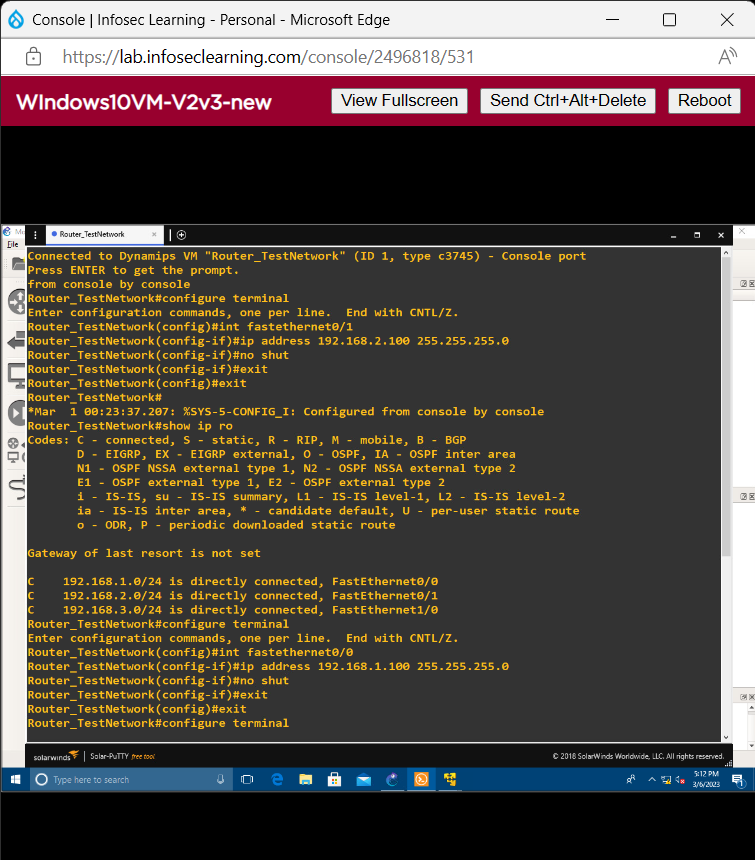 Console | Infosec Learning - Personal - Microsoft Edge
https://lab.infoseclearning.com/console/2496818/531
WIndows10VM-V2v3-new
View Fullscreen
Send Ctrl+Alt+Delete
Reboot
Router_TestNetwork
File
Connected to Dynamips VM "Router_TestNetwork" (ID 1, type c3745) - Console port
Press ENTER to get the prompt.
from console by console
Router_TestNetwork#configure terminal
Enter configuration commands, one per line.  End with CNTL/Z.
Router_TestNetwork(config)#int fastethernet0/1
Router_TestNetwork(config-if)#ip address 192.168.2.100 255.255.255.0
Router_TestNetwork(config-if)#no shut
Router_TestNetwork(config-if)#exit
Router_TestNetwork(config)#exit
Router_TestNetwork#
*Mar  1 00:23:37.207: %SYS-5-CONFIG_I: Configured from console by console
Router_TestNetwork#show ip ro
Codes: C - connected, S - static, R - RIP, M - mobile, B - BGP
D - EIGRP, EX - EIGRP external, O - OSPF, IA - OSPF inter area
N1 - OSPF NSSA external type 1, N2 - OSPF NSSA external type 2
E1 - OSPF external type 1, E2 - OSPF external type 2
i - IS-IS, su - IS-IS summary, L1 - IS-IS level-1, L2 - IS-IS level-2
ia - IS-IS inter area, * - candidate default, U - per-user static route
o - ODR, P - periodic downloaded static route
Gateway of last resort is not set
C    192.168.1.0/24 is directly connected, FastEthernet0/0
C    192.168.2.0/24 is directly connected, FastEthernet0/1
C    192.168.3.0/24 is directly connected, FastEthernet1/0
Router_TestNetwork#configure terminal
Enter configuration commands, one per line.  End with CNTL/Z.
Router_TestNetwork(config)#int fastethernet0/0
Router_TestNetwork(config-if)#ip address 192.168.1.100 255.255.255.0
Router_TestNetwork(config-if)#no shut
Router_TestNetwork(config-if)#exit
Router_TestNetwork(config)#exit
Router_TestNetwork#configure terminal
solarwinds | Solar-PuTTY free tool
© 2018 SolarWinds Worldwide, LLC. All rights reserved.
Type here to search
5:12 PM
3/6/2023